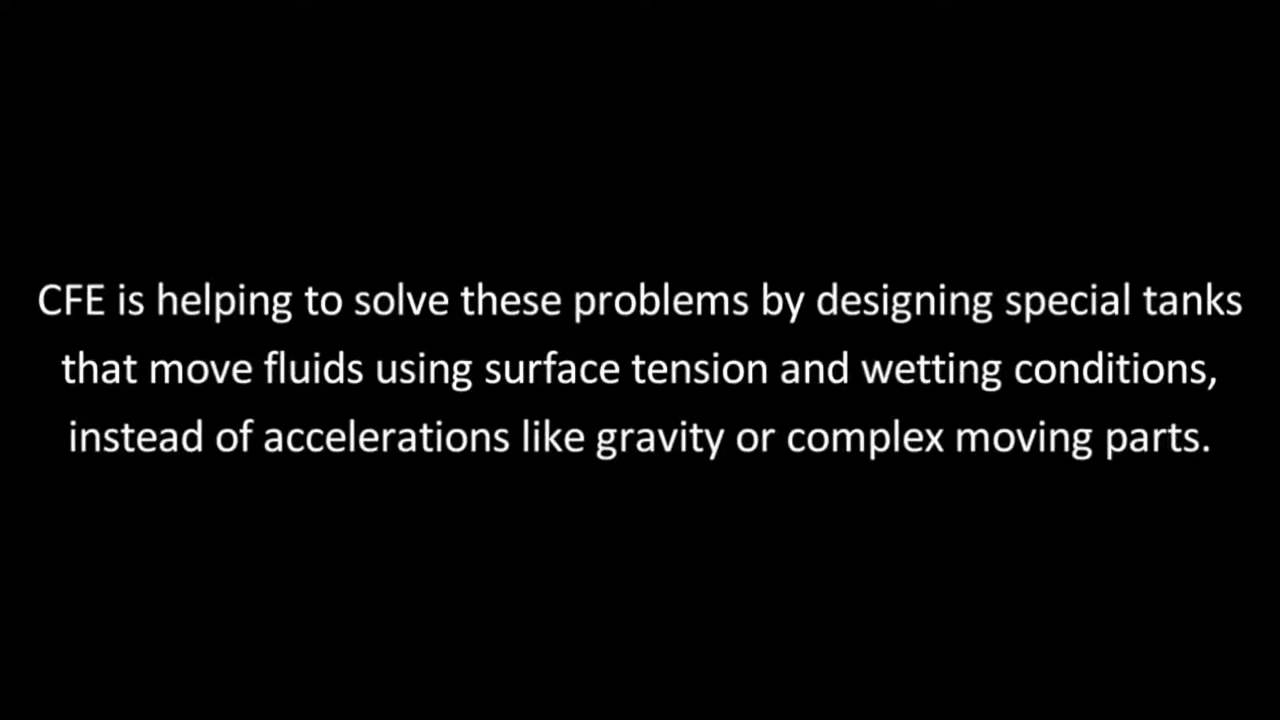 CFE is helping to solve these problems by designing special tanks
that move fluids using surface tension and wetting conditions,
instead of accelerations like gravity or complex moving parts.